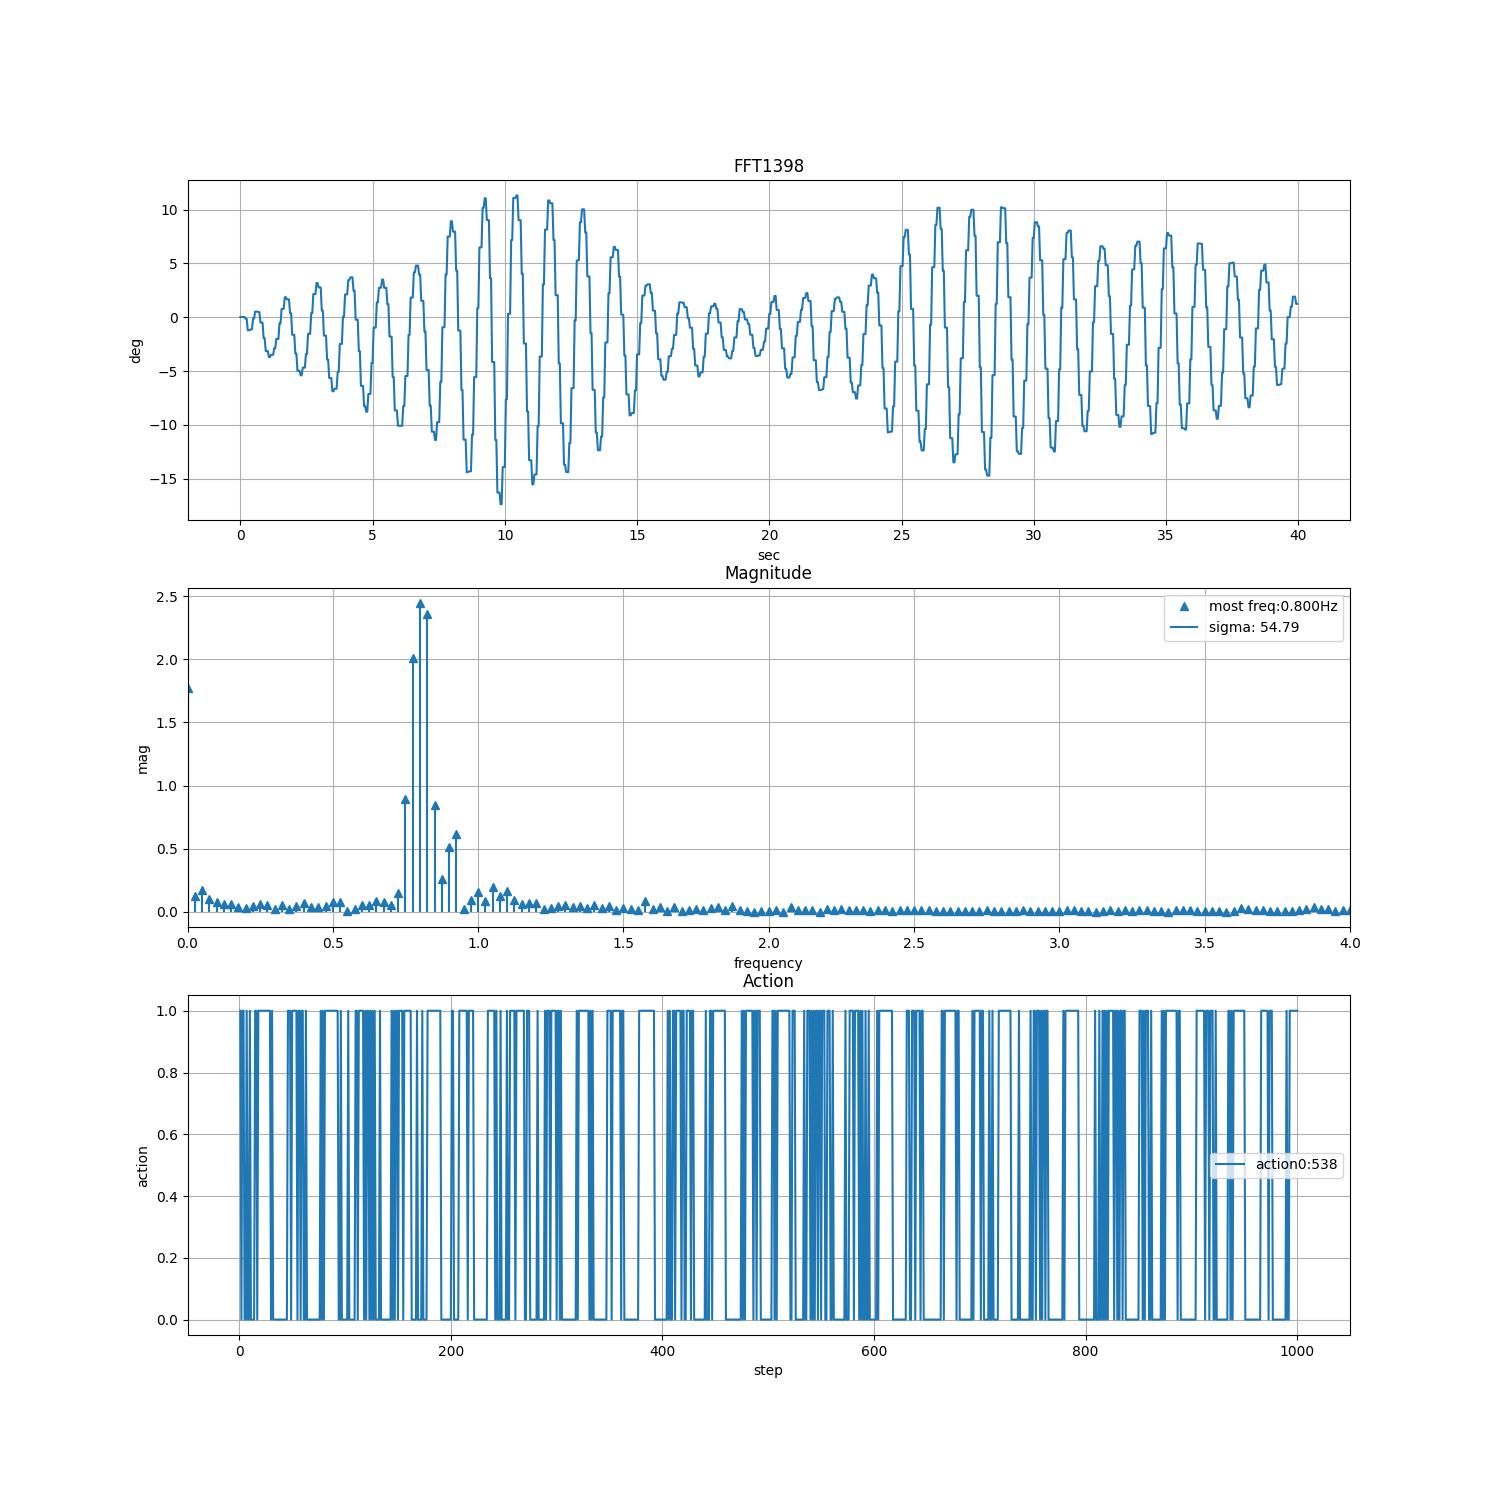 FFT1398
10
5
0
−5
−10
−15
deg
0 5 10 15 20 25 30 35 40
sec
Magnitude
2.5
2.0
1.5
1.0
0.5
0.0
mag
most freq:0.800Hz
sigma: 54.79
0.0 0.5 1.0 1.5 2.0 2.5 3.0 3.5 4.0
frequency
Action
1.0
0.8
0.6
0.4
0.2
0.0
action
action0:538
0 200 400 600 800 1000
step